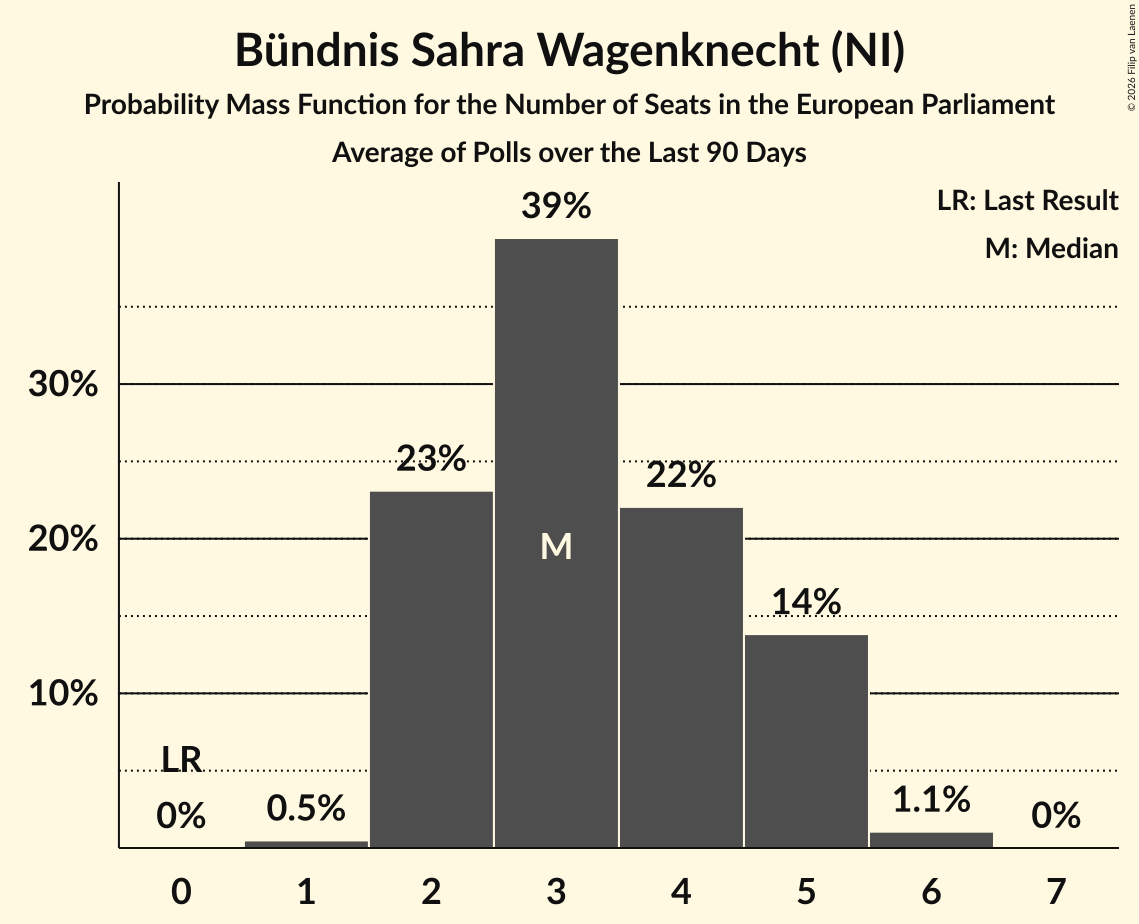 Bündnis Sahra Wagenknecht (NI)
Probability Mass Function for the Number of Seats in the European Parliament
Average of Polls over the Last 90 Days
© 2026 Filip van Laenen
LR: Last Result
M: Median
39%
30%
23%
22%
20%
M
14%
10%
LR
0%
0.5%
1.1%
0%
0 1 2 3 4 5 6 7